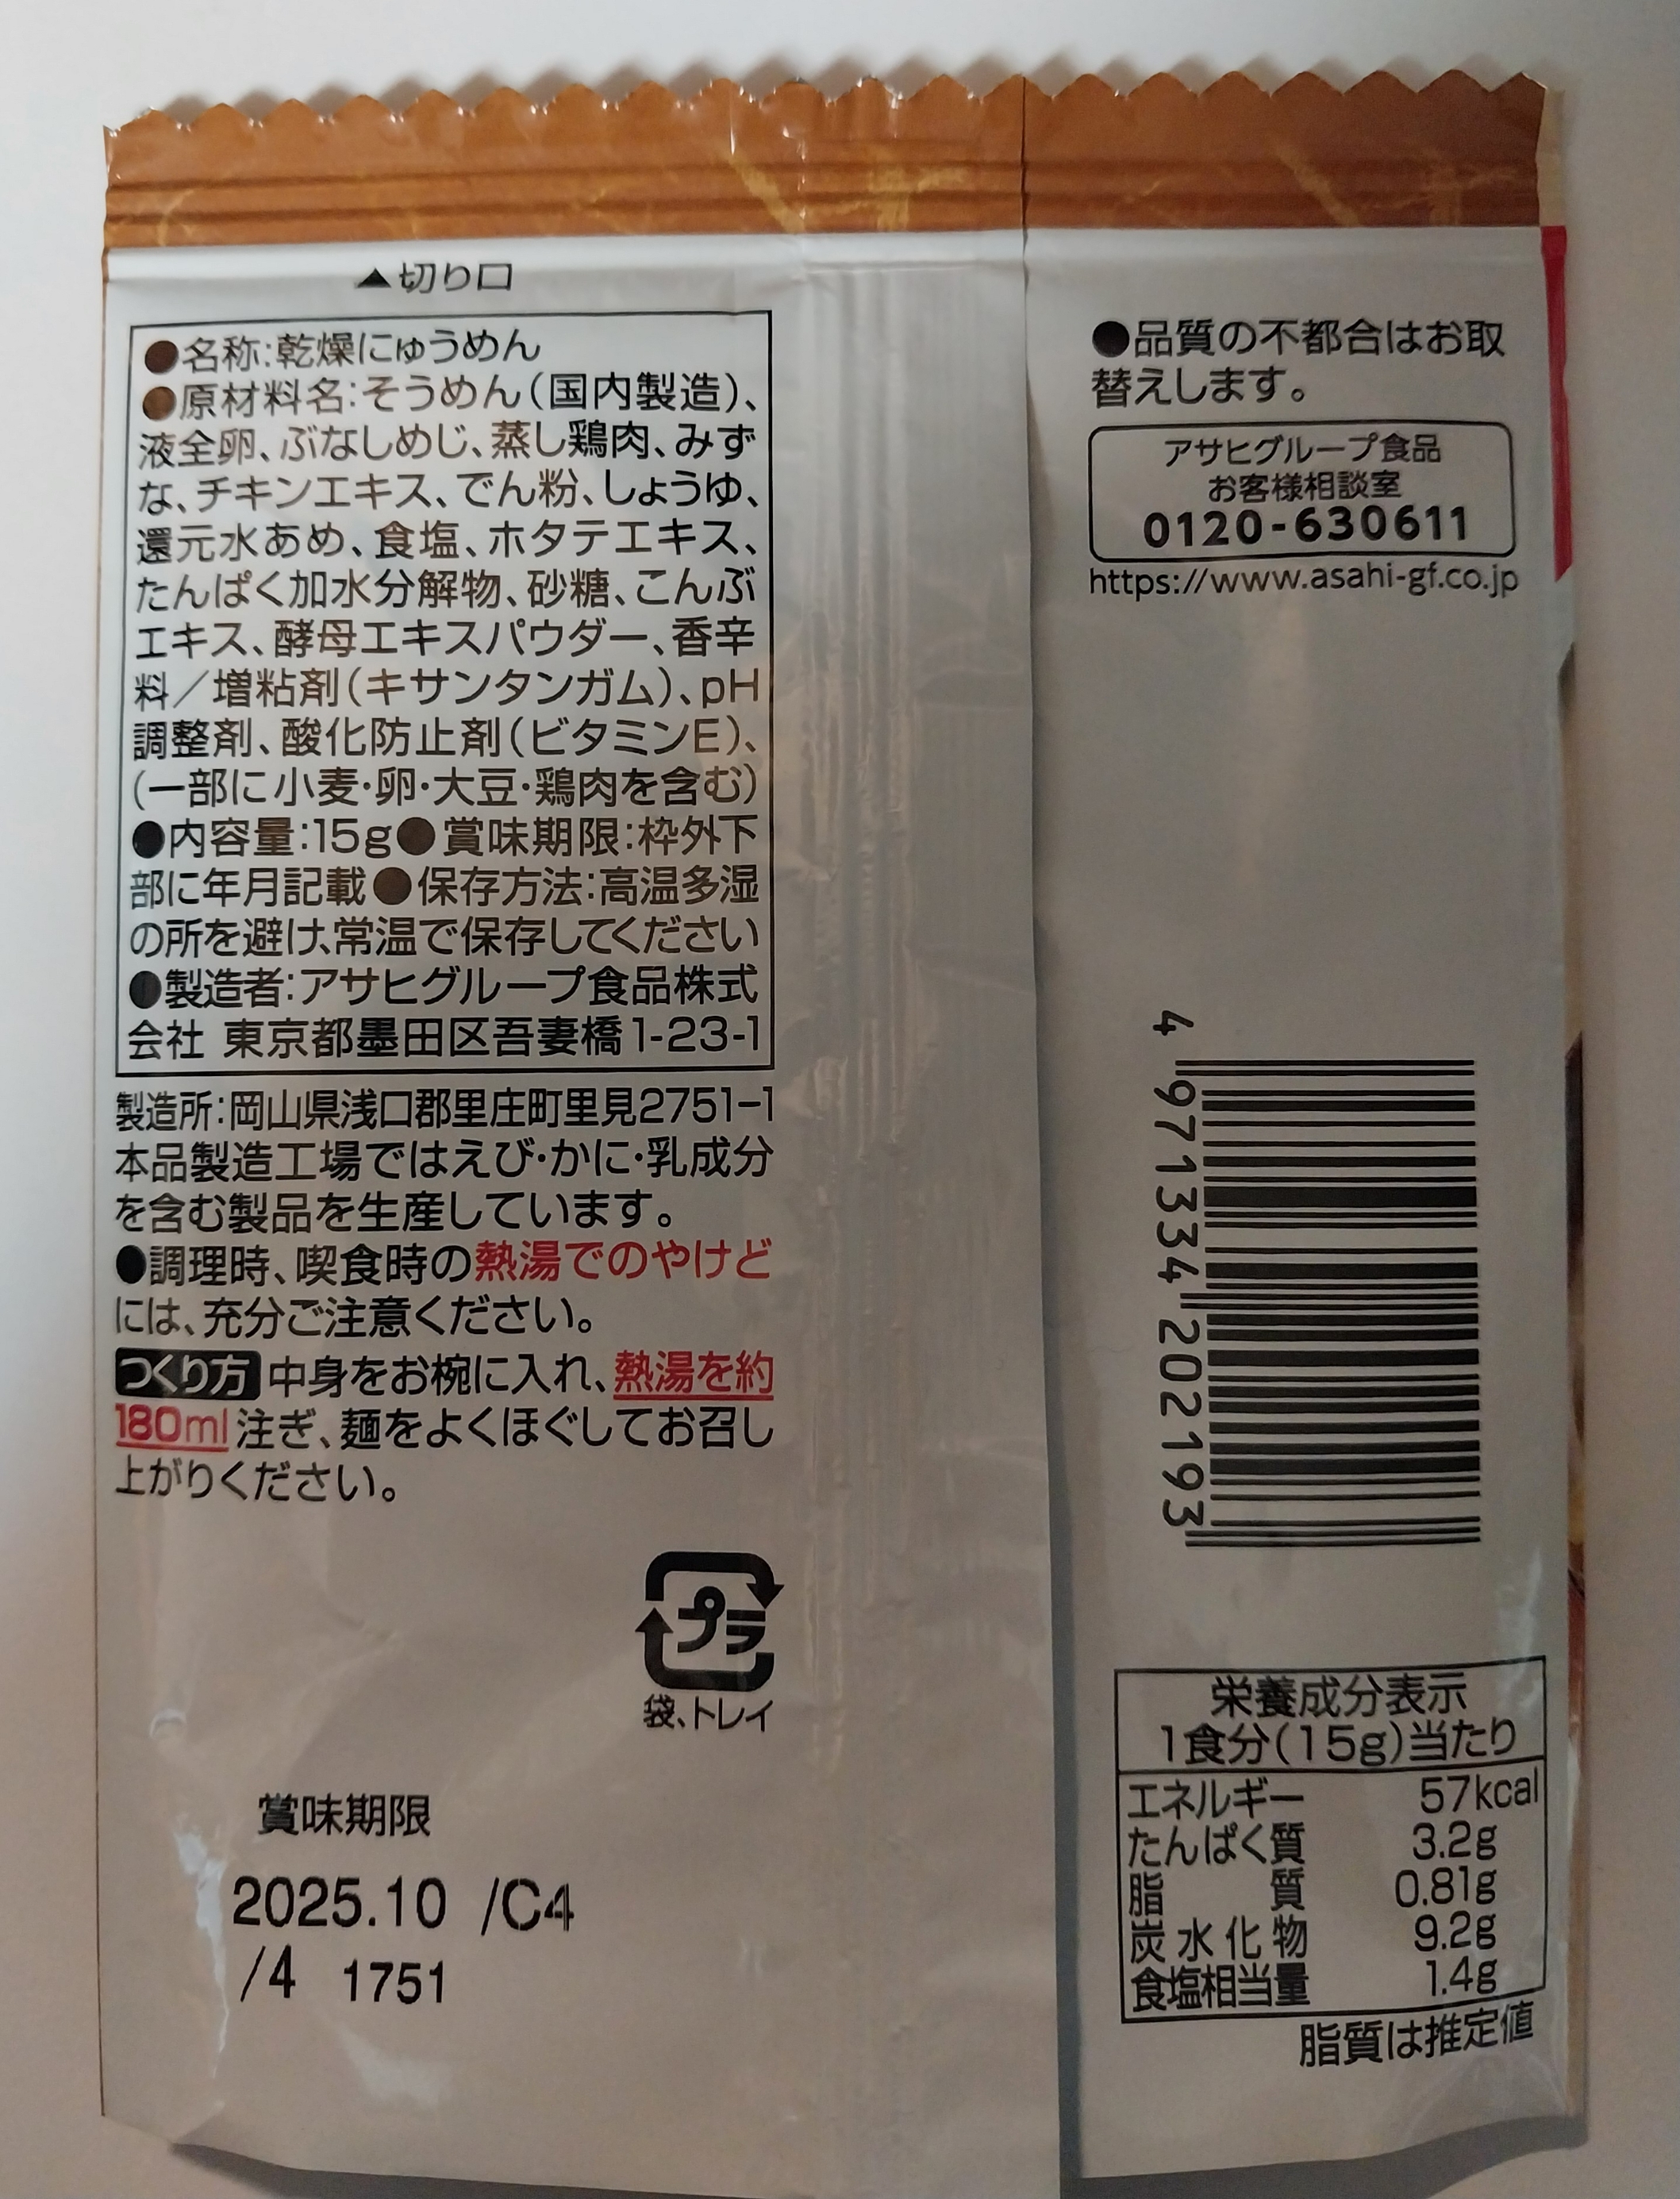 ▲切り口
●名称:乾燥にゅうめん
●原材料名:そうめん(国内製造)、
液全卵、ぶなしめじ、蒸し鶏肉、みず
な、チキンエキス、でん粉、しょうゆ、
還元水あめ、食塩、ホタテエキス、
たんぱく加水分解物、砂糖、こんぶ
エキス、酵母エキスパウダー、香辛
料/増粘剤(キサンタンガム)、pH
調整剤、酸化防止剤(ビタミンE)、
(一部に小麦・卵・大豆・鶏肉を含む)
●内容量:15g●賞味期限:枠外下
部に年月記載●保存方法:高温多湿
の所を避け、常温で保存してください
●製造者:アサヒグループ食品株式
会社 東京都墨田区吾妻橋1-23-1
製造所:岡山県浅口郡里庄町里見2751-1
本品製造工場ではえび・かに・乳成分
を含む製品を生産しています。
●調理時、喫食時の熱湯でのやけど
には、充分ご注意ください。
つくり方 中身をお椀に入れ、熱湯を約
180ml注ぎ、麺をよくほぐしてお召し
上がりください。
プラ
袋、トレイ
賞味期限
2025.10 /C4
/4 1751
●品質の不都合はお取
替えします。
アサヒグループ食品
お客様相談室
0120-630611
https://www.asahi-gf.co.jp
4 971334 202193
栄養成分表示
1食分(15g)当たり
エネルギー 57kcal
たんぱく質 3.2g
脂質 0.81g
炭水化物 9.2g
食塩相当量 1.4g
脂質は推定値